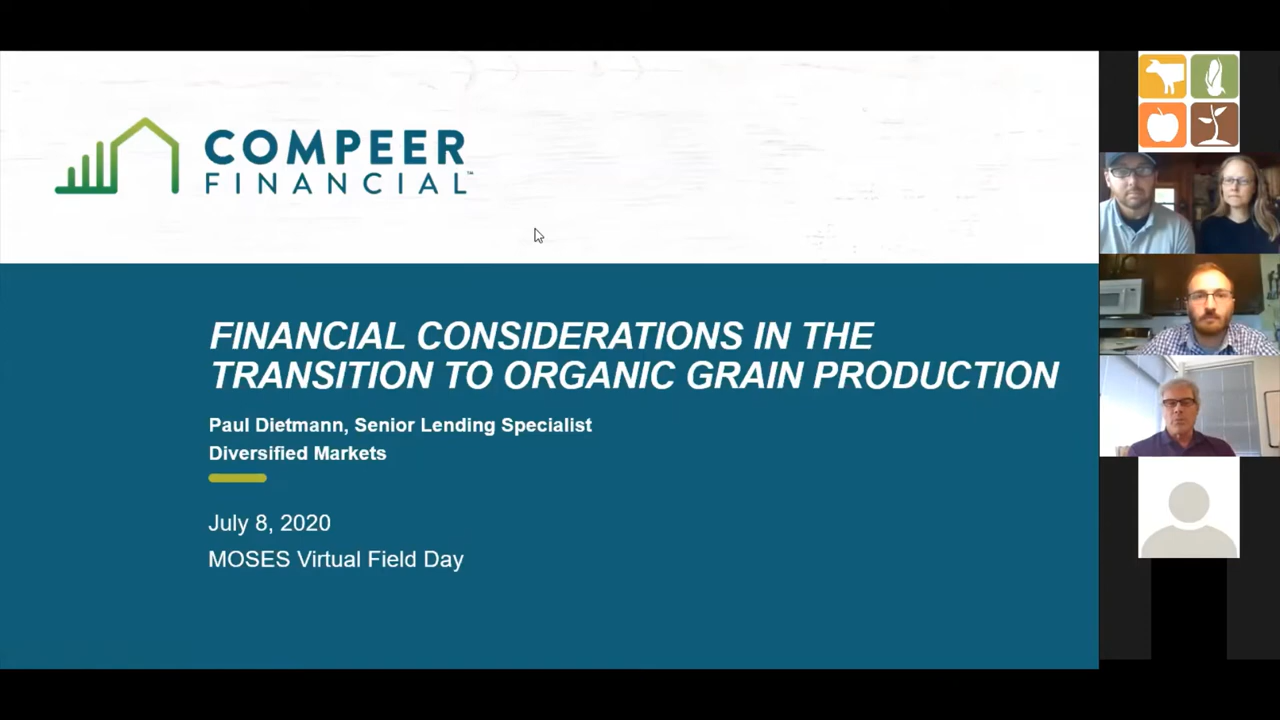 COMPEER
FINANCIAL™
FINANCIAL CONSIDERATIONS IN THE
TRANSITION TO ORGANIC GRAIN PRODUCTION
Paul Dietmann, Senior Lending Specialist
Diversified Markets
July 8, 2020
MOSES Virtual Field Day